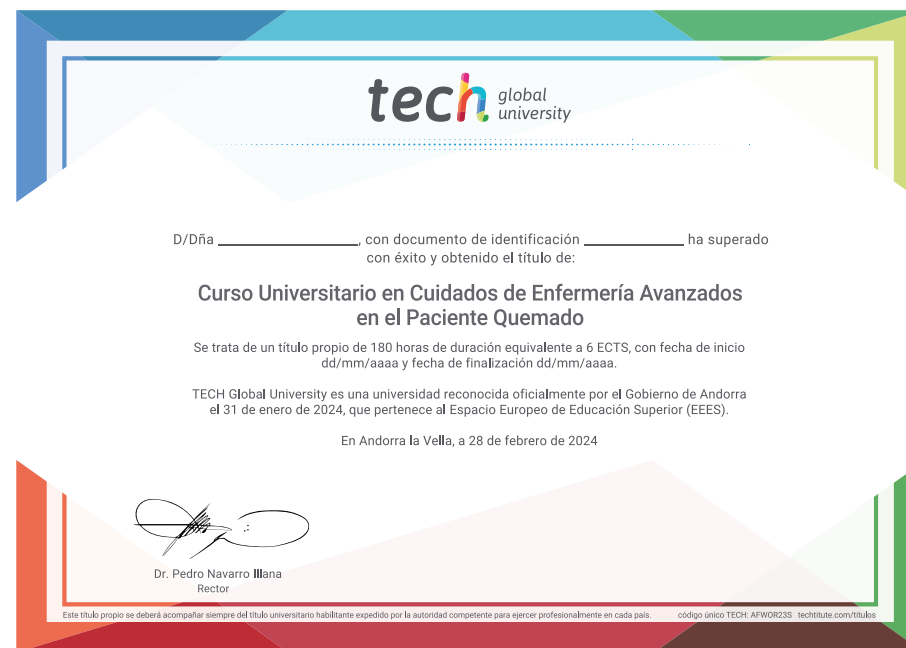 tech global
university
D/Dña ____________________, con documento de identificación ______________ ha superado
con éxito y obtenido el título de:
Curso Universitario en Cuidados de Enfermería Avanzados
en el Paciente Quemado
Se trata de un título propio de 180 horas de duración equivalente a 6 ECTS, con fecha de inicio
dd/mm/aaaa y fecha de finalización dd/mm/aaaa.
TECH Global University es una universidad reconocida oficialmente por el Gobierno de Andorra
el 31 de enero de 2024, que pertenece al Espacio Europeo de Educación Superior (EEES).
En Andorra la Vella, a 28 de febrero de 2024
Dr. Pedro Navarro Illana
Rector
Este título propio se deberá acompañar siempre del título universitario habilitante expedido por la autoridad competente para ejercer profesionalmente en cada país. código único TECH: AFWOR23S techtitute.com/titulos